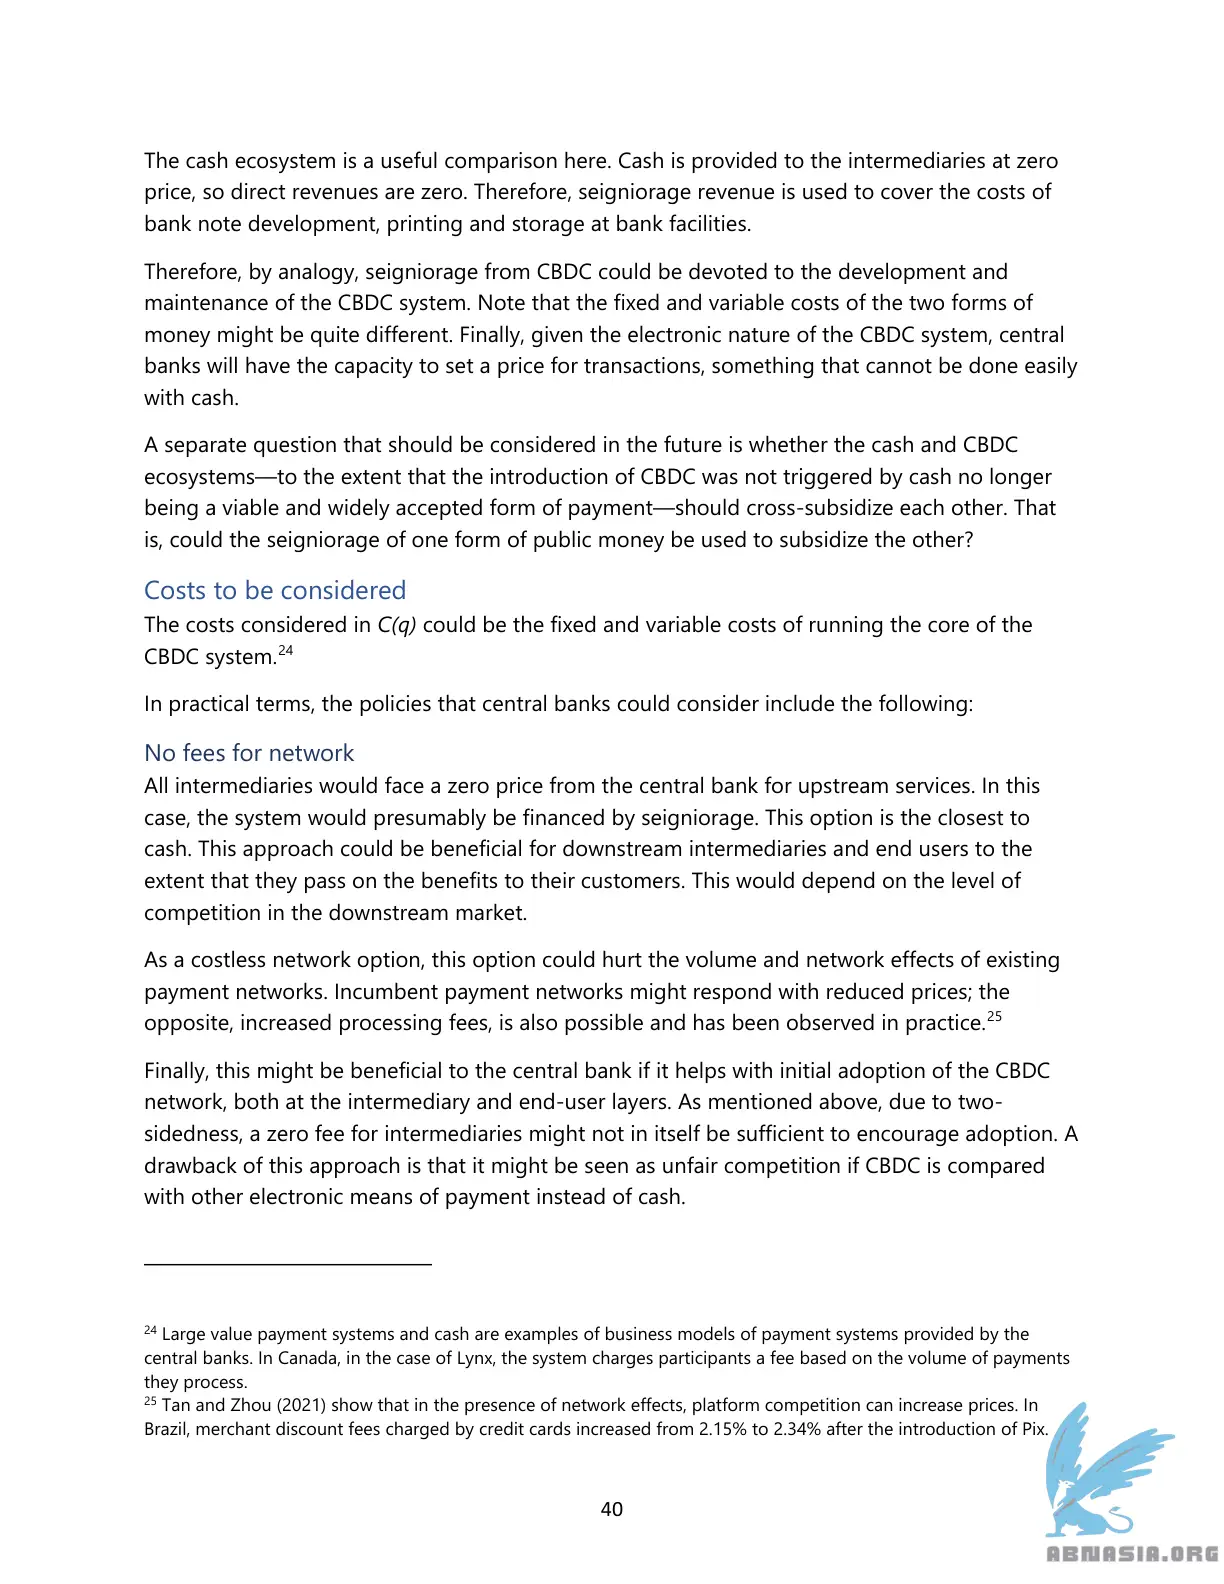 The cash ecosystem is a useful comparison here. Cash is provided to the intermediaries at zero
price, so direct revenues are zero. Therefore, seigniorage revenue is used to cover the costs of
bank note development, printing and storage at bank facilities.
Therefore, by analogy, seigniorage from CBDC could be devoted to the development and
maintenance of the CBDC system. Note that the fixed and variable costs of the two forms of
money might be quite different. Finally, given the electronic nature of the CBDC system, central
banks will have the capacity to set a price for transactions, something that cannot be done easily
with cash.
A separate question that should be considered in the future is whether the cash and CBDC
ecosystems—to the extent that the introduction of CBDC was not triggered by cash no longer
being a viable and widely accepted form of payment—should cross-subsidize each other. That
is, could the seigniorage of one form of public money be used to subsidize the other?
Costs to be considered
The costs considered in C(q) could be the fixed and variable costs of running the core of the
CBDC system.24
In practical terms, the policies that central banks could consider include the following:
No fees for network
All intermediaries would face a zero price from the central bank for upstream services. In this
case, the system would presumably be financed by seigniorage. This option is the closest to
cash. This approach could be beneficial for downstream intermediaries and end users to the
extent that they pass on the benefits to their customers. This would depend on the level of
competition in the downstream market.
As a costless network option, this option could hurt the volume and network effects of existing
payment networks. Incumbent payment networks might respond with reduced prices; the
opposite, increased processing fees, is also possible and has been observed in practice.25
Finally, this might be beneficial to the central bank if it helps with initial adoption of the CBDC
network, both at the intermediary and end-user layers. As mentioned above, due to two-
sidedness, a zero fee for intermediaries might not in itself be sufficient to encourage adoption. A
drawback of this approach is that it might be seen as unfair competition if CBDC is compared
with other electronic means of payment instead of cash.
24 Large value payment systems and cash are examples of business models of payment systems provided by the
central banks. In Canada, in the case of Lynx, the system charges participants a fee based on the volume of payments
they process.
25 Tan and Zhou (2021) show that in the presence of network effects, platform competition can increase prices. In
Brazil, merchant discount fees charged by credit cards increased from 2.15% to 2.34% after the introduction of Pix.
40
ABNASIA.ORG